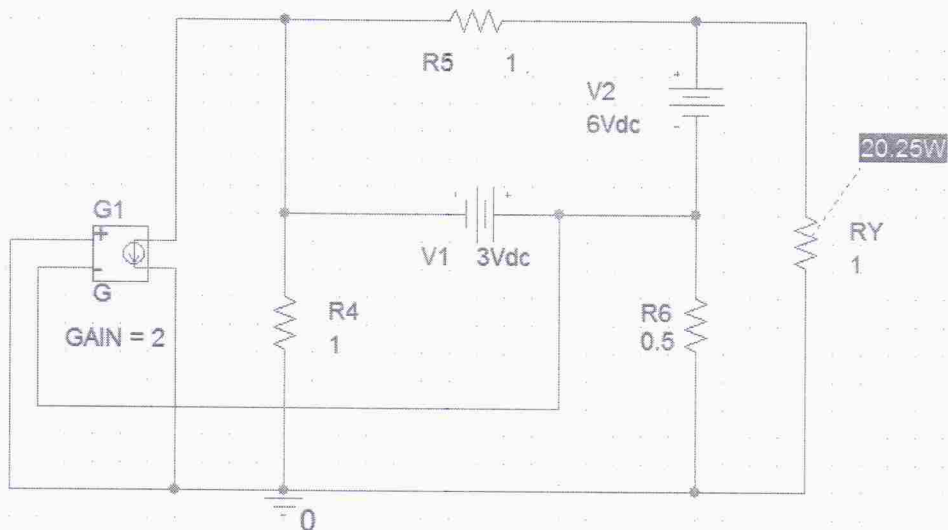 R5 1
V2
6Vdc
20.25W
G1
V1 3Vdc
RY
1
G
R4
1
R6
0.5
GAIN = 2
0